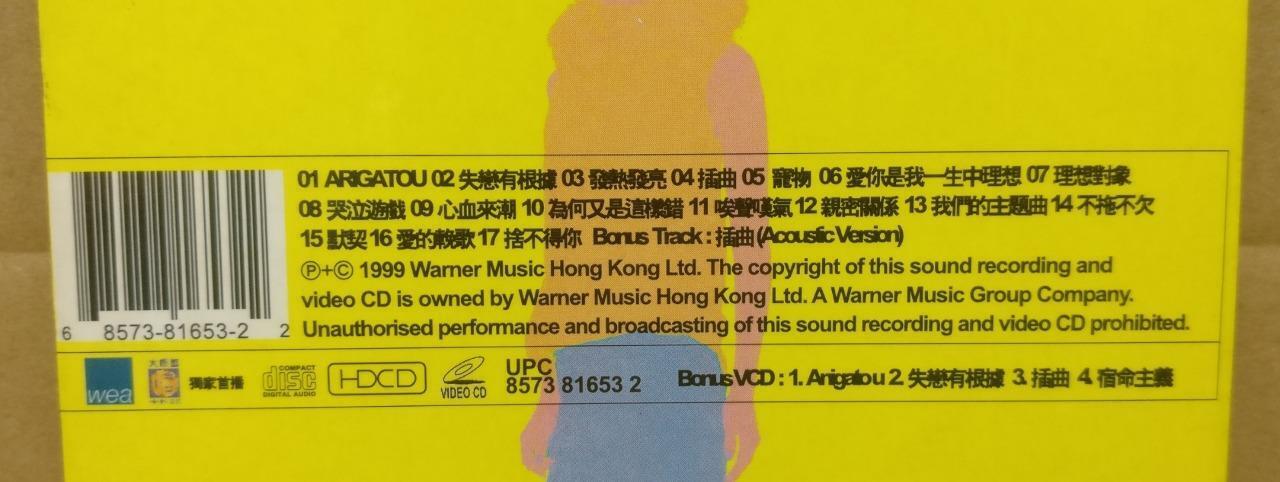 01 ARIGATOU 02 失戀有根據 03 發熱發亮 04 插曲 05 寵物 06 愛你是我一生中理想 07 理想對象
08 哭泣遊戲 09 心血來潮 10 為何又是這樣錯 11 唉聲嘆氣 12 親密關係 13 我們的主題曲 14 不拖不欠
15 默契 16 愛的輓歌 17 捨不得你 Bonus Track : 插曲 (Acoustic Version)
Ⓟ+© 1999 Warner Music Hong Kong Ltd. The copyright of this sound recording and
video CD is owned by Warner Music Hong Kong Ltd. A Warner Music Group Company.
Unauthorised performance and broadcasting of this sound recording and video CD prohibited.
6 8573-81653-2 2
wea
獨家首播
COMPACT
disc
DIGITAL AUDIO
HDCD
VIDEO CD
UPC
8573 81653 2
Bonus VCD : 1. Arigatou 2. 失戀有根據 3. 插曲 4. 宿命主義